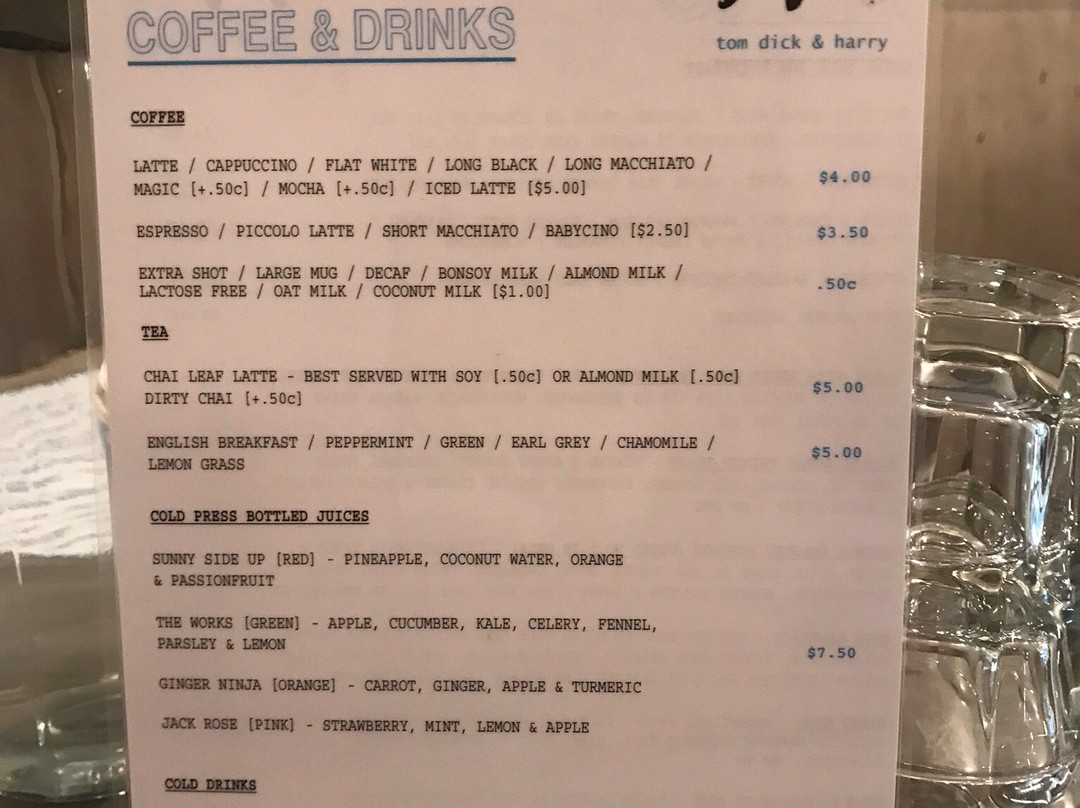 COFFEE & DRINKS
tom dick & harry
COFFEE
LATTE / CAPPUCCINO / FLAT WHITE / LONG BLACK / LONG MACCHIATO /
MAGIC [+.50c] / MOCHA [+.50c] / ICED LATTE [$5.00]
$4.00
ESPRESSO / PICCOLO LATTE / SHORT MACCHIATO / BABYCINO [$2.50]
$3.50
EXTRA SHOT / LARGE MUG / DECAF / BONSOY MILK / ALMOND MILK /
LACTOSE FREE / OAT MILK / COCONUT MILK [$1.00]
.50c
TEA
CHAI LEAF LATTE - BEST SERVED WITH SOY [.50c] OR ALMOND MILK [.50c]
DIRTY CHAI [+.50c]
$5.00
ENGLISH BREAKFAST / PEPPERMINT / GREEN / EARL GREY / CHAMOMILE /
LEMON GRASS
$5.00
COLD PRESS BOTTLED JUICES
SUNNY SIDE UP [RED] - PINEAPPLE, COCONUT WATER, ORANGE
& PASSIONFRUIT
THE WORKS [GREEN] - APPLE, CUCUMBER, KALE, CELERY, FENNEL,
PARSLEY & LEMON
$7.50
GINGER NINJA [ORANGE] - CARROT, GINGER, APPLE & TURMERIC
JACK ROSE [PINK] - STRAWBERRY, MINT, LEMON & APPLE
COLD DRINKS